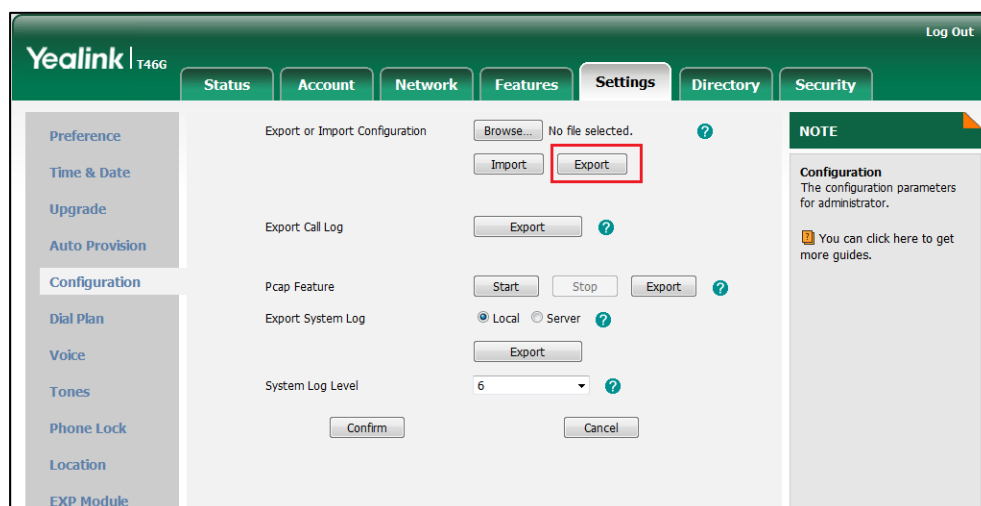 Log Out
Yealink | T46G
Status Account Network Features Settings Directory Security
Preference
Time & Date
Upgrade
Auto Provision
Configuration
Dial Plan
Voice
Tones
Phone Lock
Location
EXP Module
Export or Import Configuration Browse... No file selected. ?
Import Export
Export Call Log Export ?
Pcap Feature Start Stop Export ?
Export System Log Local Server ?
Export
System Log Level 6 ?
Confirm Cancel
NOTE
Configuration
The configuration parameters
for administrator.
? You can click here to get
more guides.